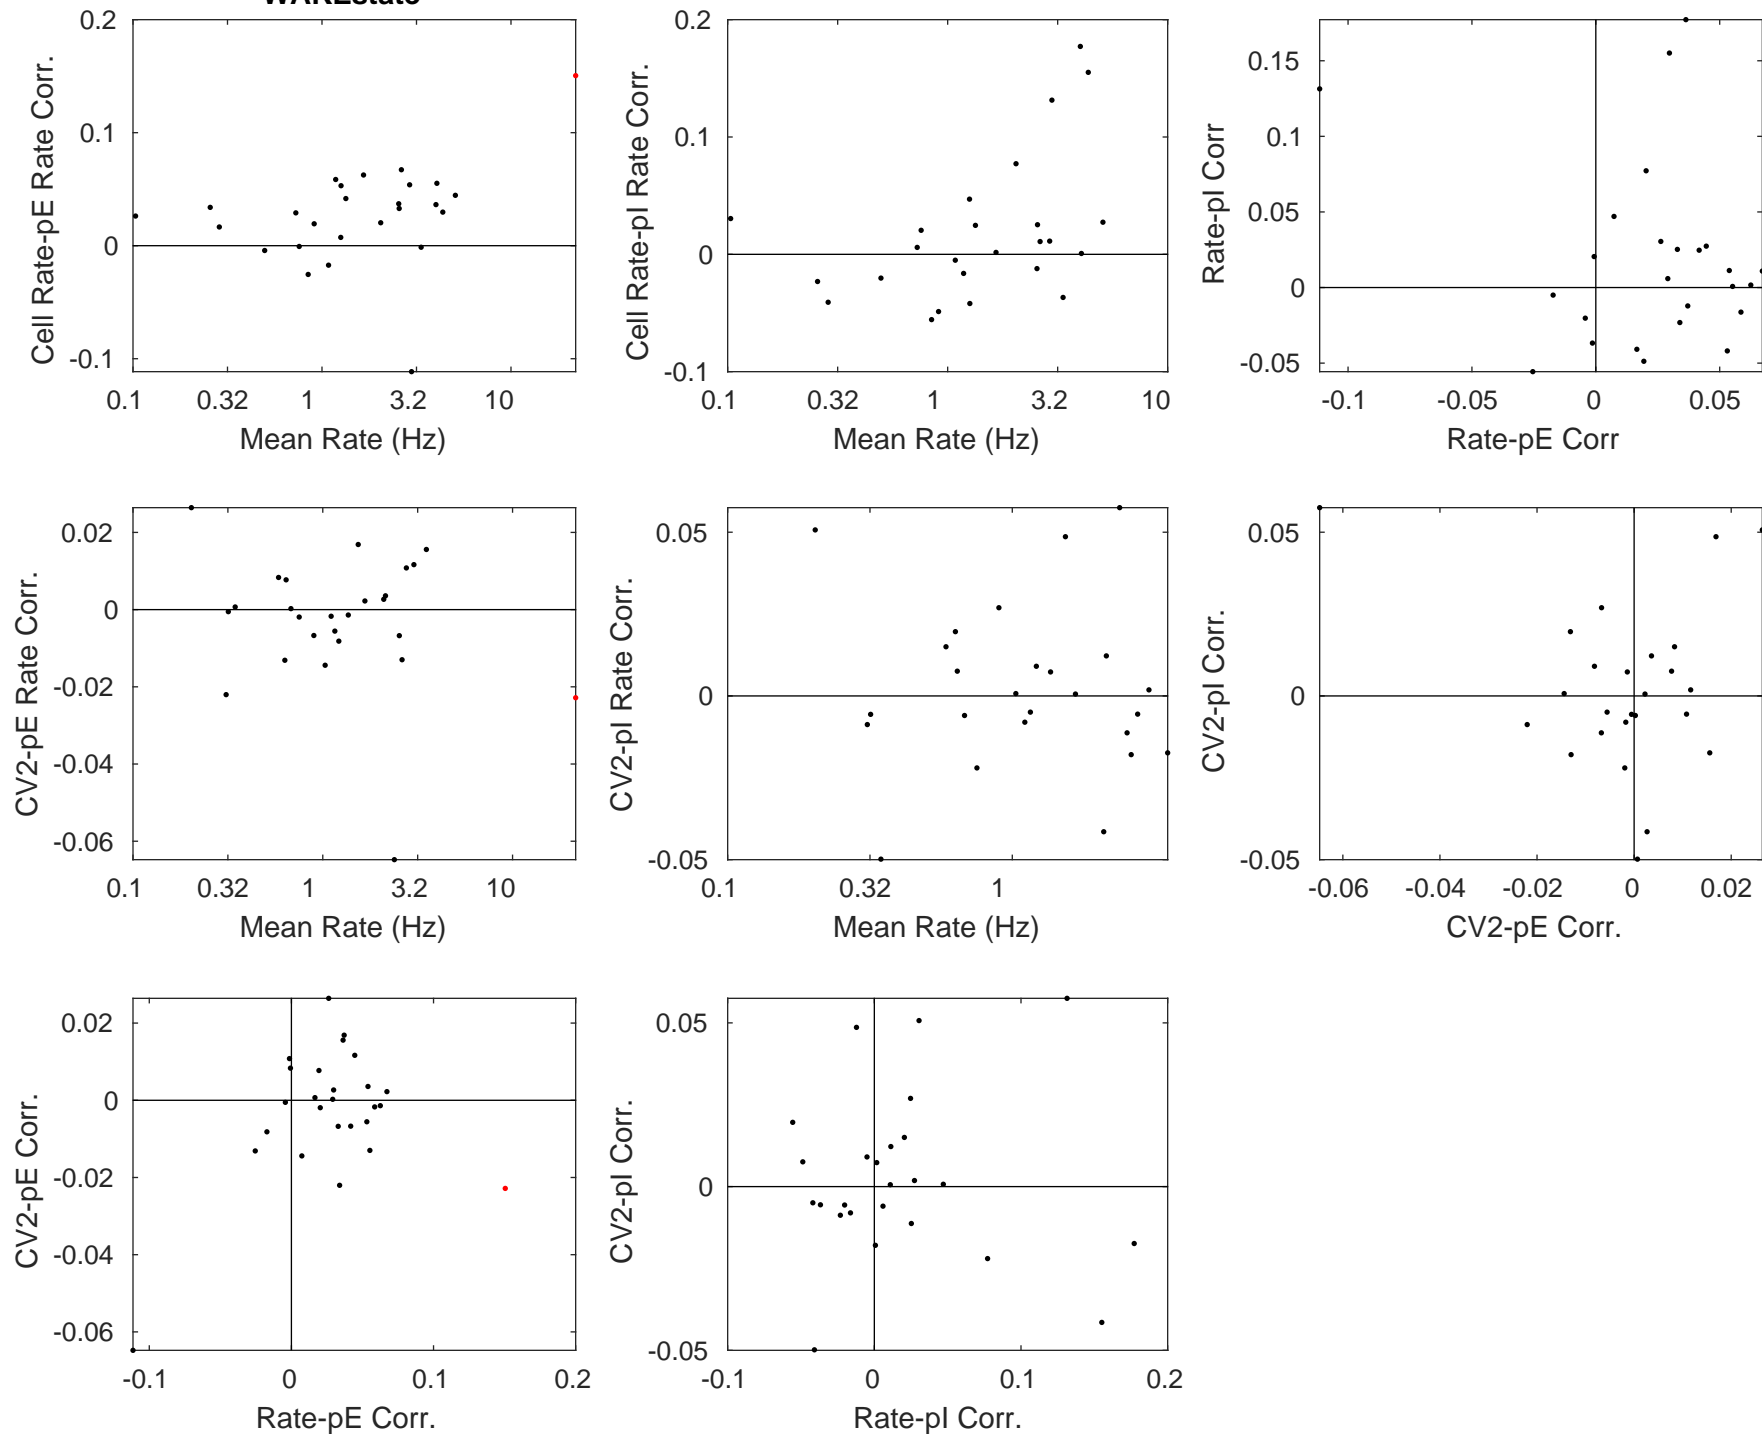 WAKEstate
0.2
0.1
0
-0.1
Cell Rate-pE Rate Corr.
0.1 0.32 1 3.2 10
Mean Rate (Hz)
0.2
0.1
0
-0.1
Cell Rate-pI Rate Corr.
0.1 0.32 1 3.2 10
Mean Rate (Hz)
0.15
0.1
0.05
0
-0.05
Rate-pI Corr
-0.1 -0.05 0 0.05
Rate-pE Corr
0.02
0
-0.02
-0.04
-0.06
CV2-pE Rate Corr.
0.1 0.32 1 3.2 10
Mean Rate (Hz)
0.05
0
-0.05
CV2-pI Rate Corr.
0.1 0.32 1
Mean Rate (Hz)
0.05
0
-0.05
CV2-pI Corr.
-0.06 -0.04 -0.02 0 0.02
CV2-pE Corr.
0.02
0
-0.02
-0.04
-0.06
CV2-pE Corr.
-0.1 0 0.1 0.2
Rate-pE Corr.
0.05
0
-0.05
CV2-pI Corr.
-0.1 0 0.1 0.2
Rate-pI Corr.